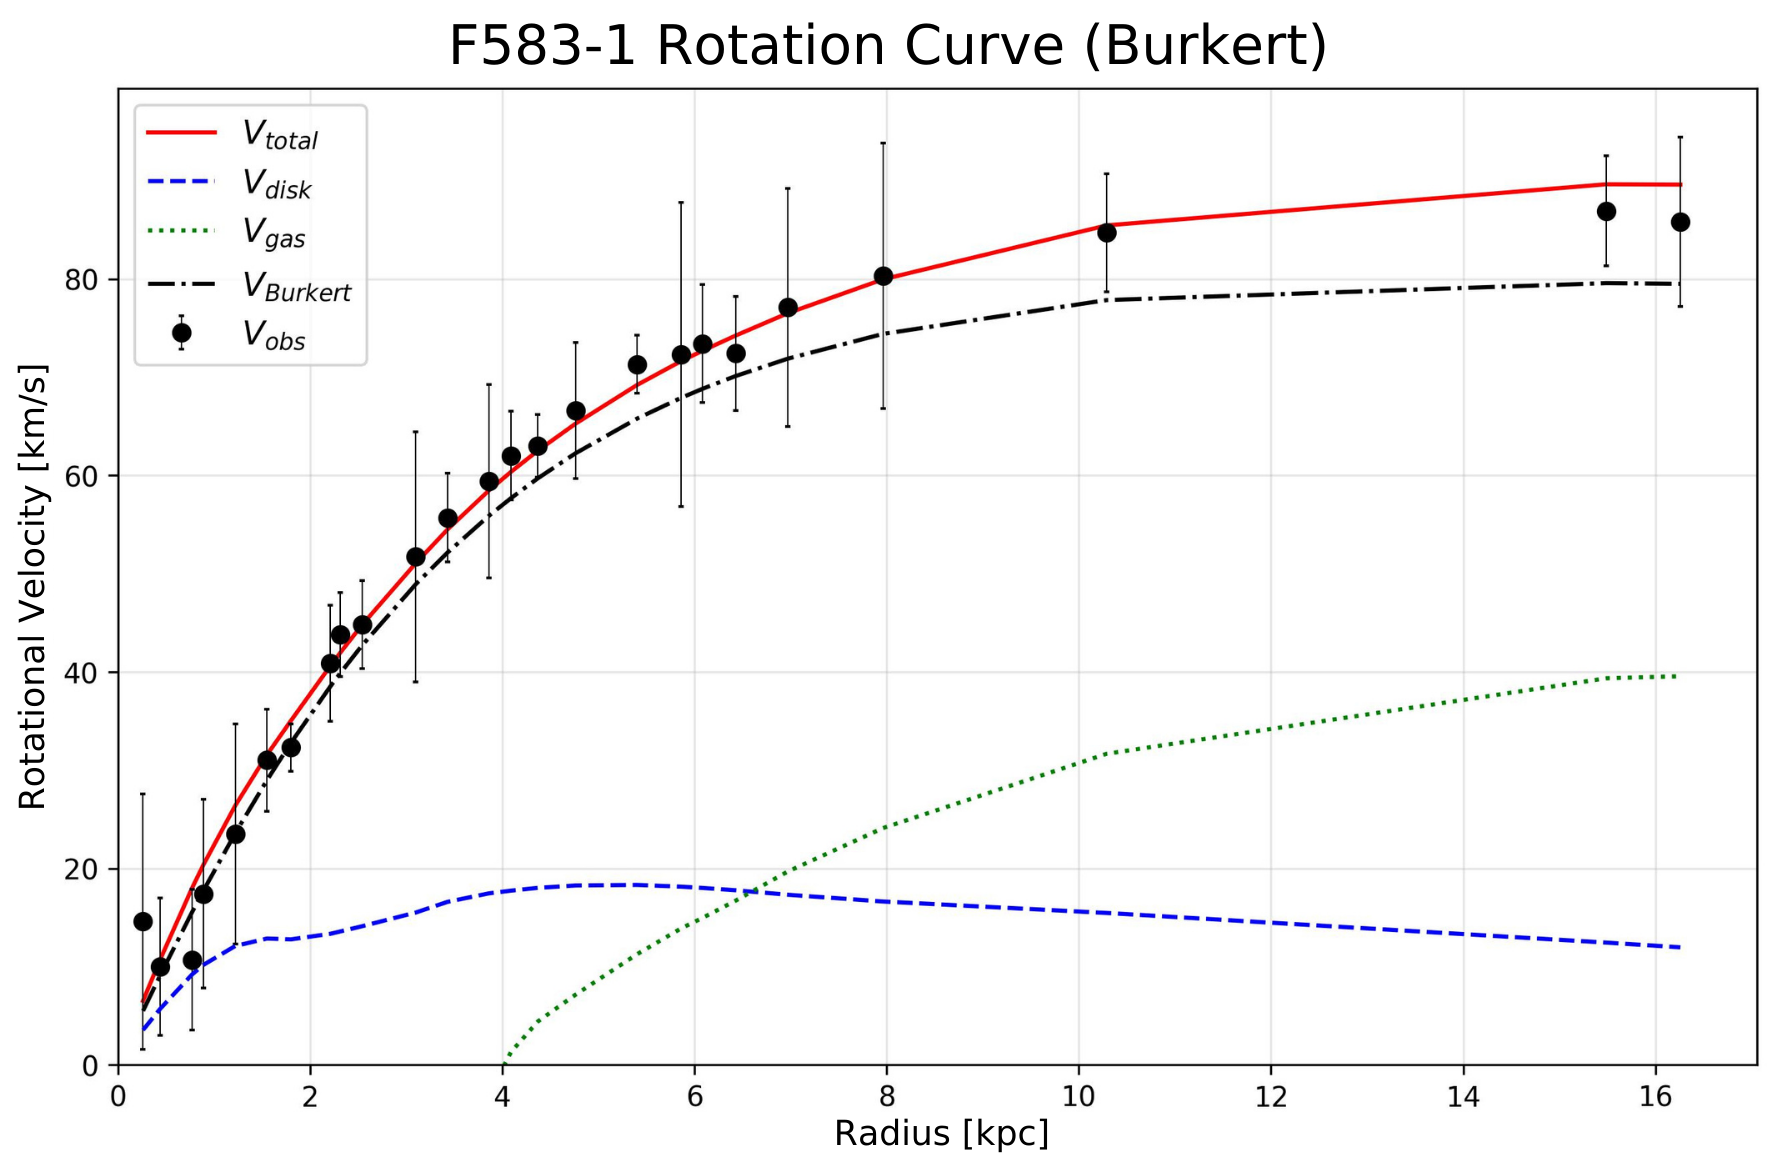 F583-1 Rotation Curve (Burkert)
V_total
V_disk
V_gas
V_Burkert
V_obs
Rotational Velocity [km/s]
80
60
40
20
0
0 2 4 6 8 10 12 14 16
Radius [kpc]